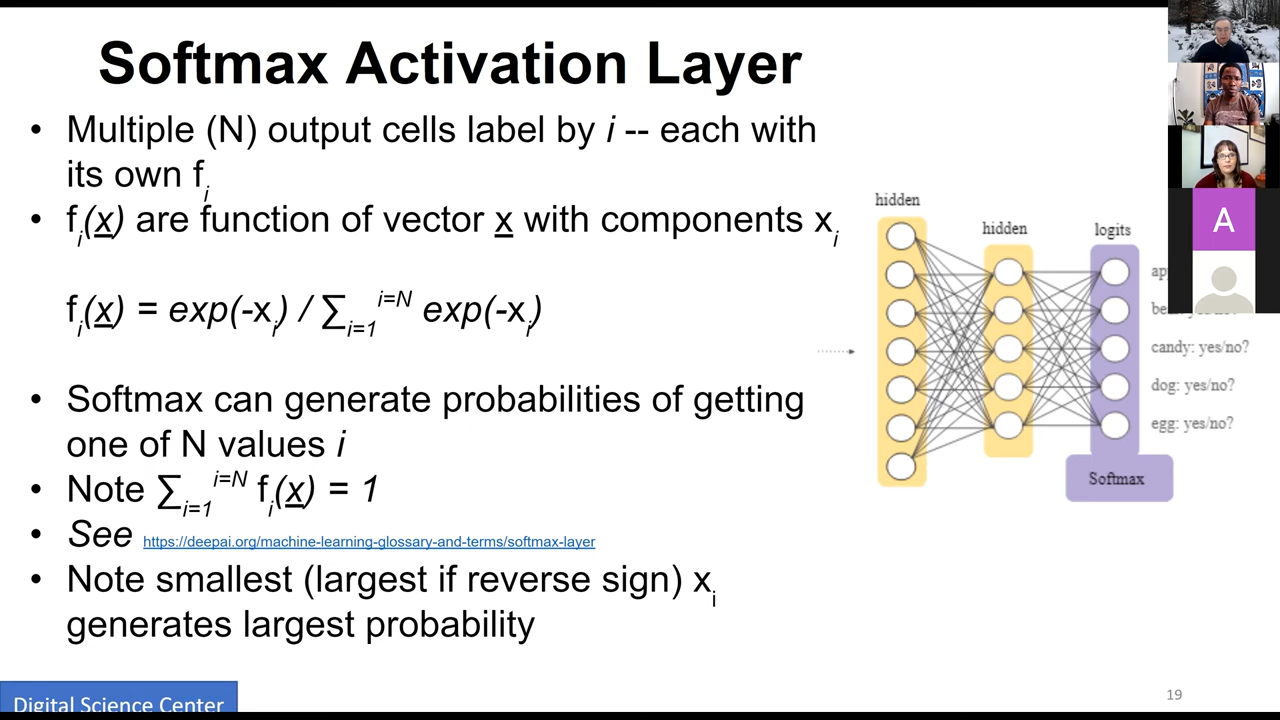 Softmax Activation Layer
• Multiple (N) output cells label by i -- each with
its own fi
• fi(x) are function of vector x with components xi
fi(x) = exp(-xi) / ∑i=1 i=N exp(-xi)
• Softmax can generate probabilities of getting
one of N values i
• Note ∑i=1 i=N fi(x) = 1
• See https://deepai.org/machine-learning-glossary-and-terms/softmax-layer
• Note smallest (largest if reverse sign) xi
generates largest probability
hidden
hidden
logits
candy: yes/no?
dog: yes/no?
egg: yes/no?
Softmax
A
19
Digital Science Center